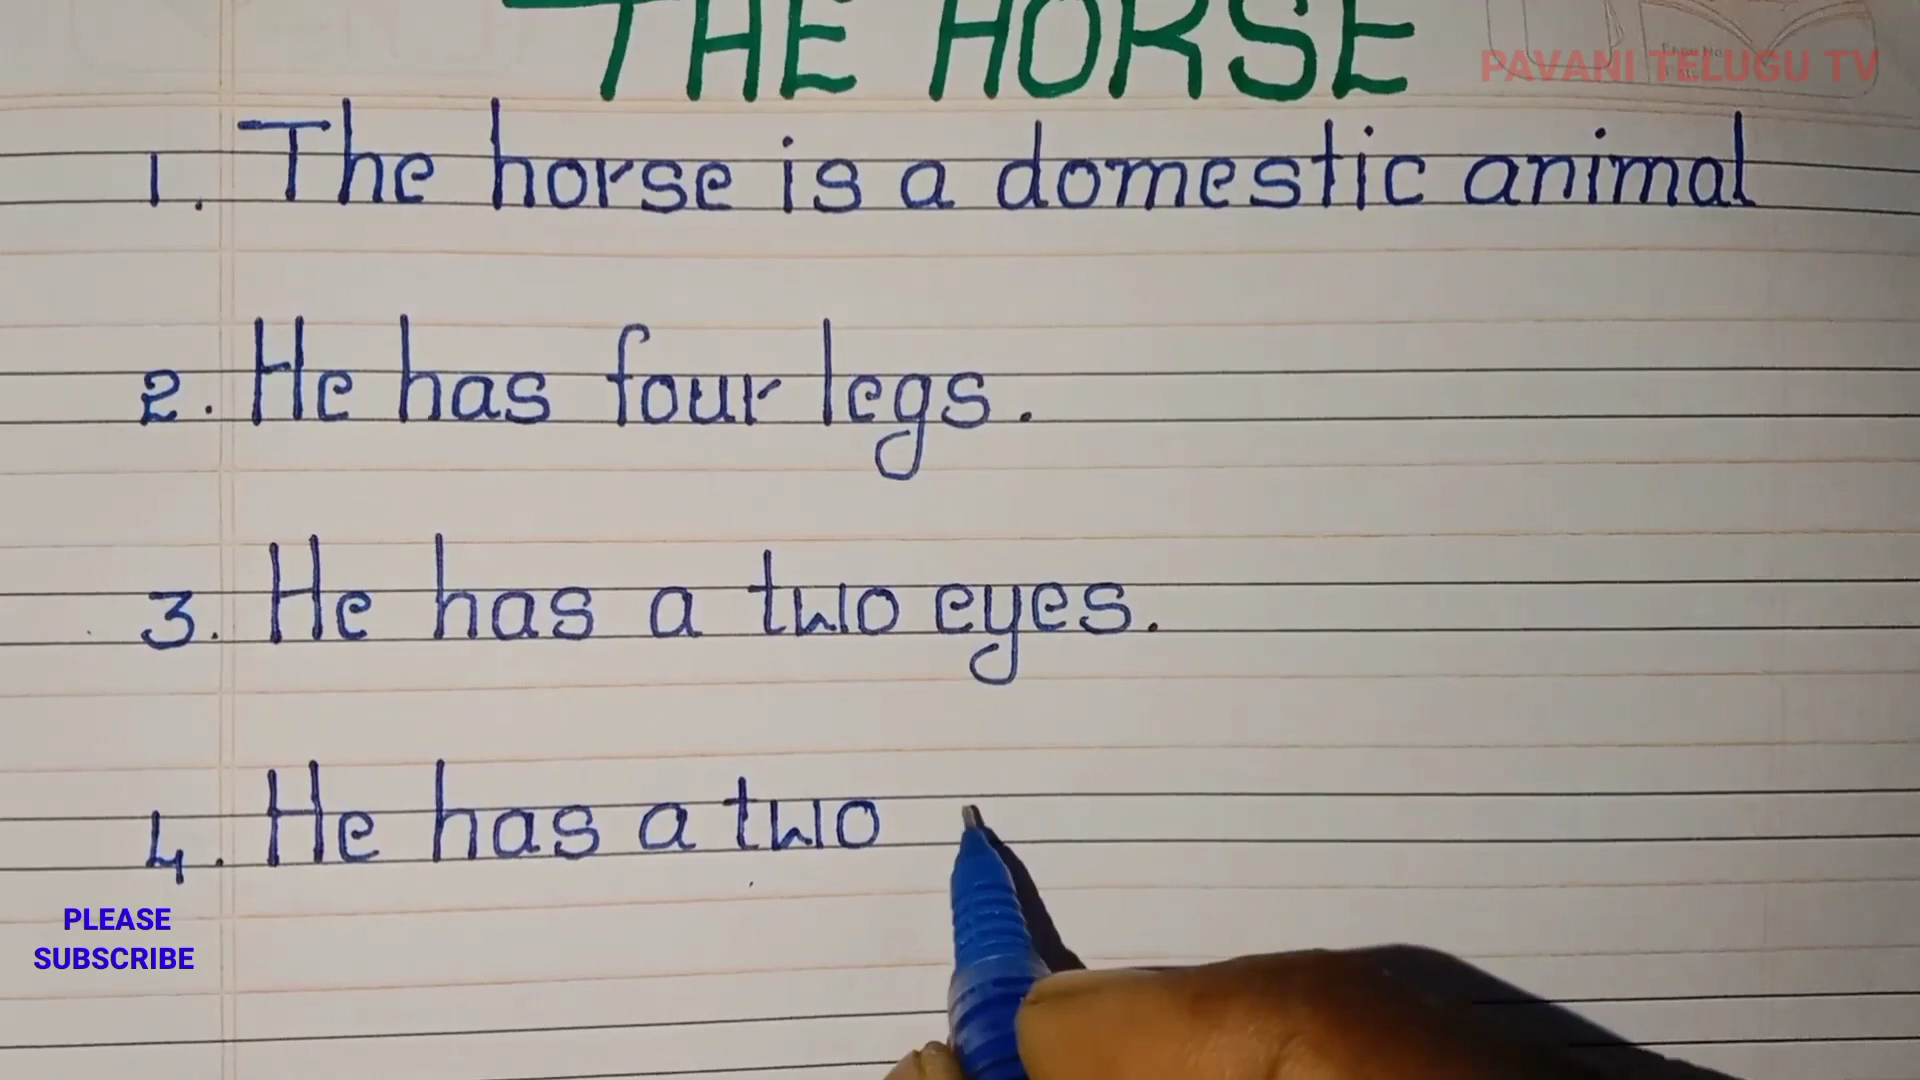 THE HORSE
PAVANI TELUGU TV
1. The horse is a domestic animal
2. He has four legs.
3. He has a two eyes.
4. He has a two
PLEASE
SUBSCRIBE